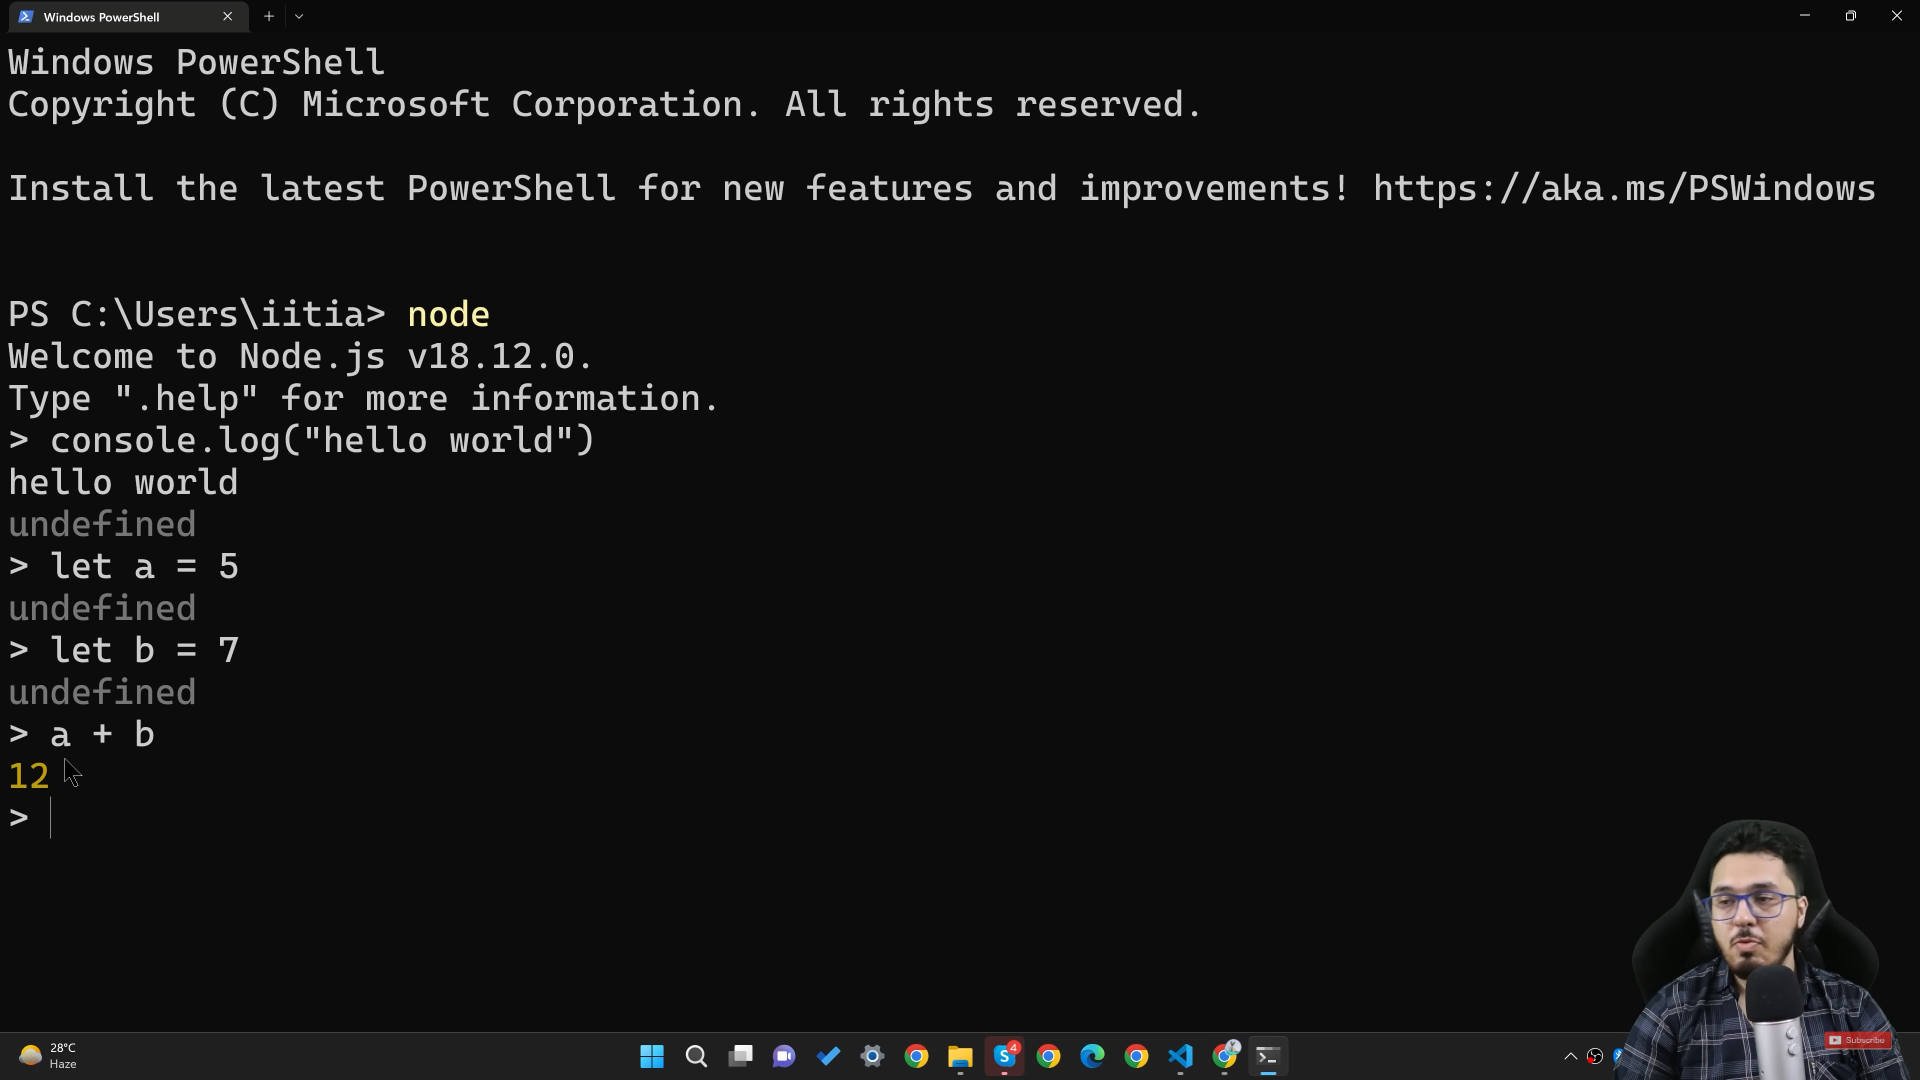 Windows PowerShell
Windows PowerShell
Copyright (C) Microsoft Corporation. All rights reserved.
Install the latest PowerShell for new features and improvements! https://aka.ms/PSWindows
PS C:\Users\iitia> node
Welcome to Node.js v18.12.0.
Type ".help" for more information.
> console.log("hello world")
hello world
undefined
> let a = 5
undefined
> let b = 7
undefined
> a + b
12
>
28°C
Haze
S
4
Subscribe